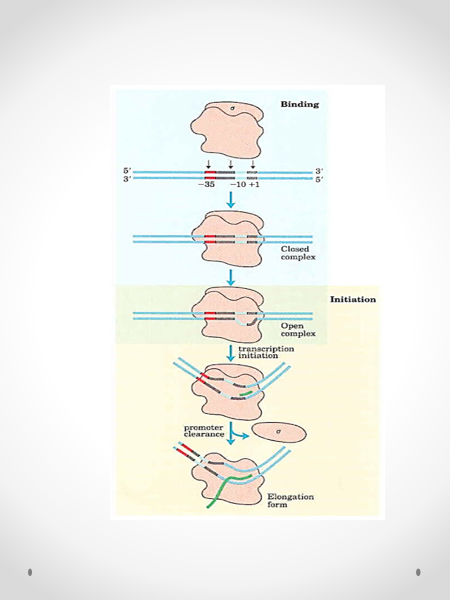 σ
Binding
5' 3'
3' 5'
−35 −10 +1
Closed
complex
Initiation
Open
complex
transcription
initiation
promoter
clearance
σ
Elongation
form